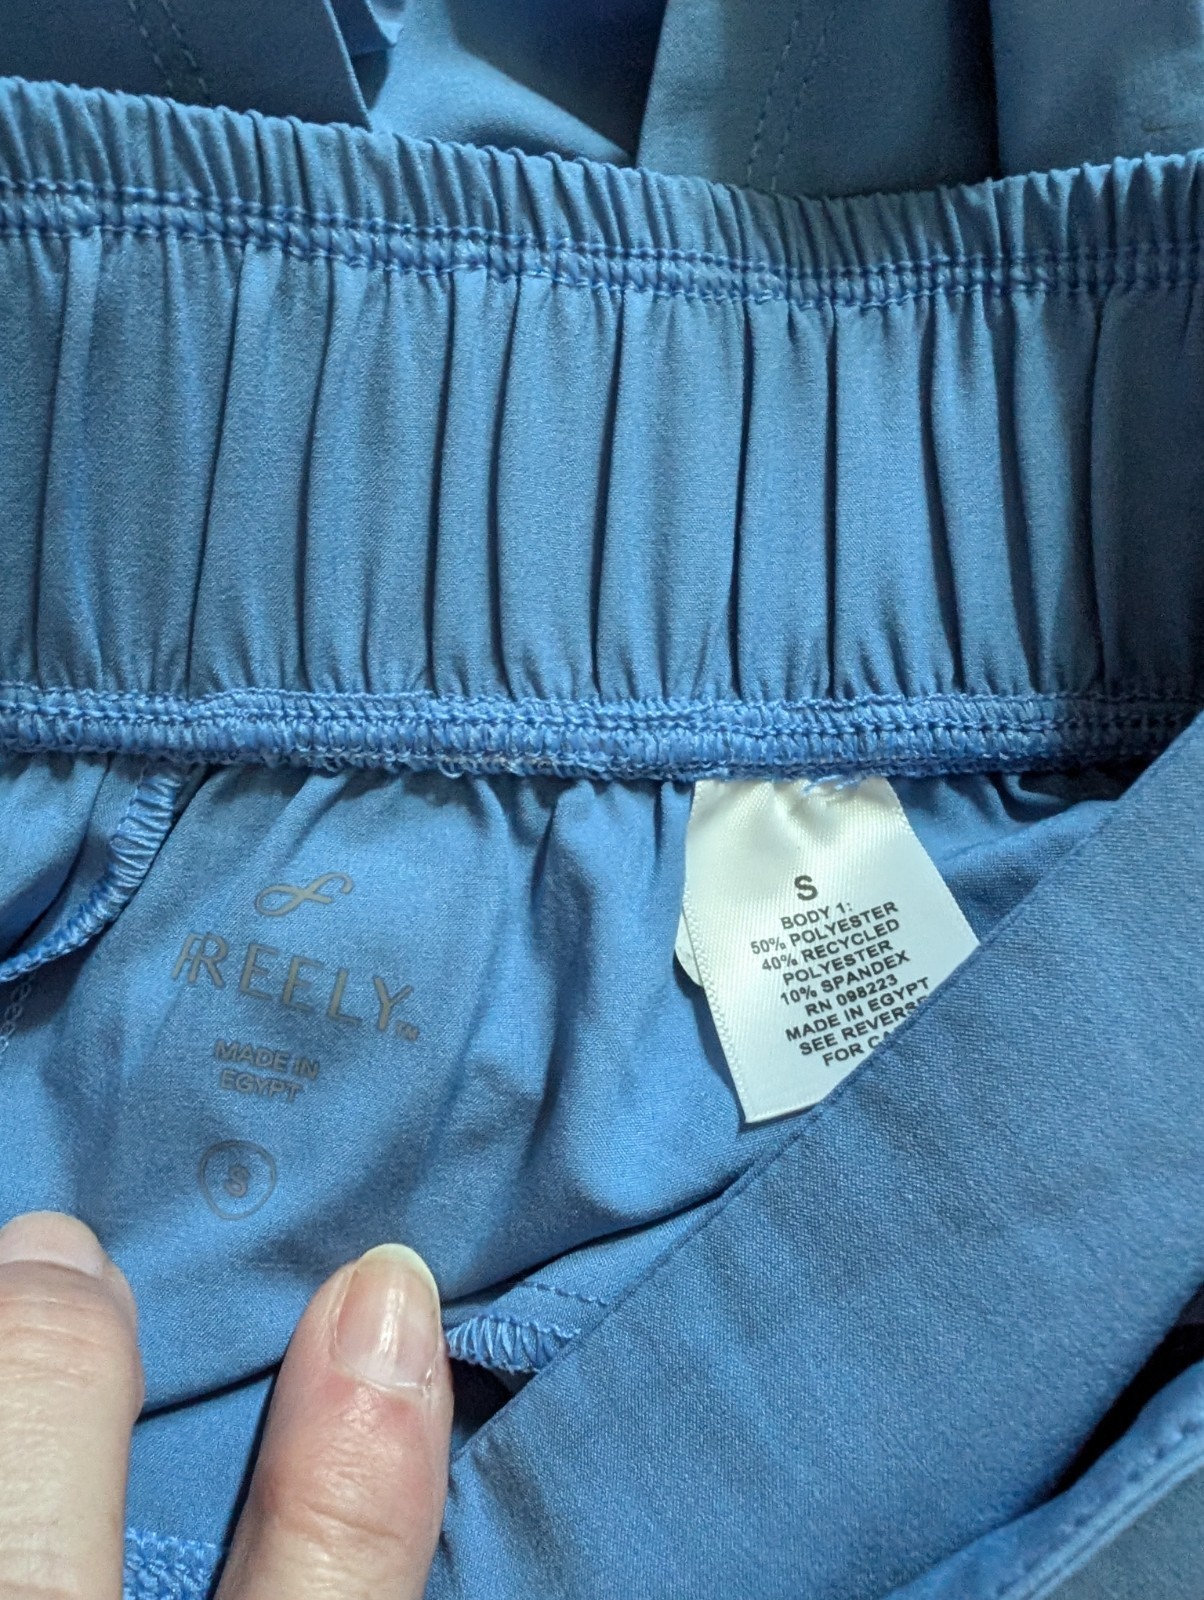 FREELY™
MADE IN
EGYPT
S
S
BODY 1:
50% POLYESTER
40% RECYCLED
POLYESTER
10% SPANDEX
RN 098223
MADE IN EGYPT
SEE REVERSE
FOR